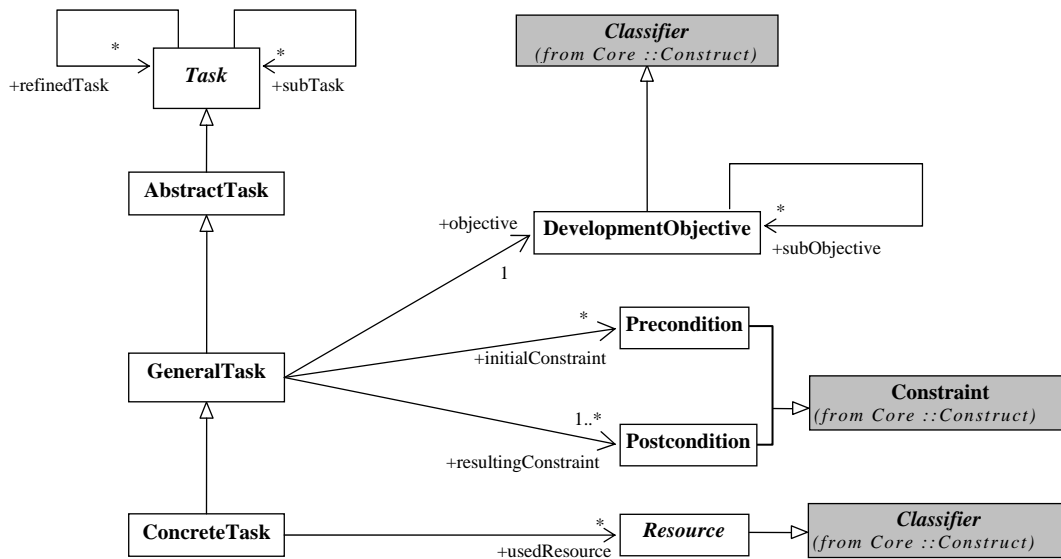 Classifier
(from Core ::Construct)
*
*
Task
+refinedTask
+subTask
AbstractTask
+objective
DevelopmentObjective
*
+subObjective
1
*
Precondition
+initialConstraint
GeneralTask
Constraint
(from Core ::Construct)
1..*
Postcondition
+resultingConstraint
*
ConcreteTask
Resource
+usedResource
Classifier
(from Core ::Construct)